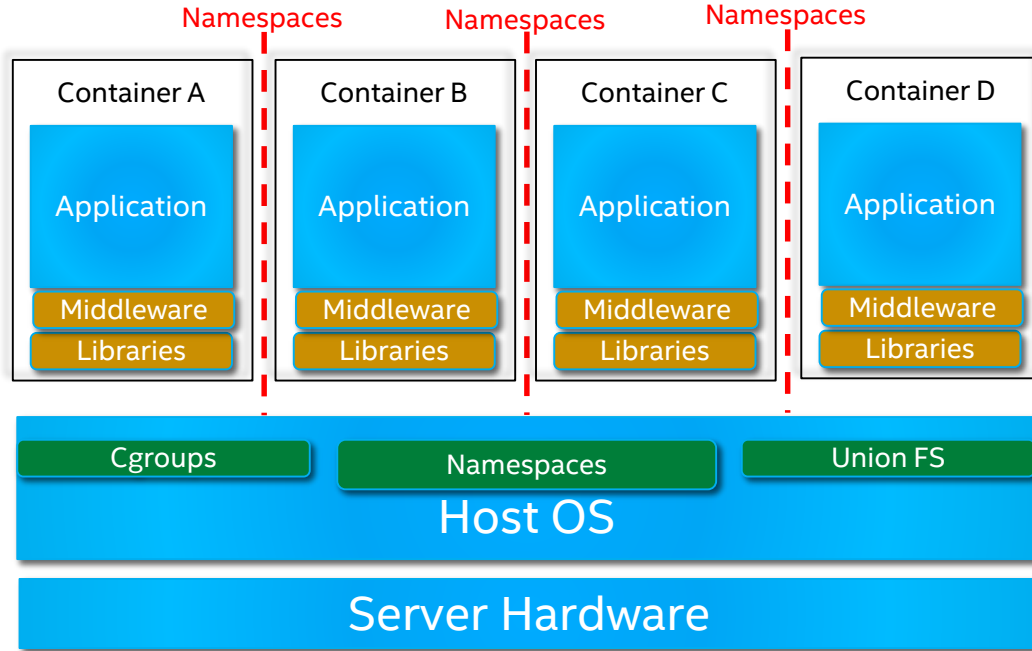 Namespaces
Namespaces
Namespaces
Container A
Container B
Container C
Container D
Application
Application
Application
Application
Middleware
Middleware
Middleware
Middleware
Libraries
Libraries
Libraries
Libraries
Cgroups
Namespaces
Union FS
Host OS
Server Hardware